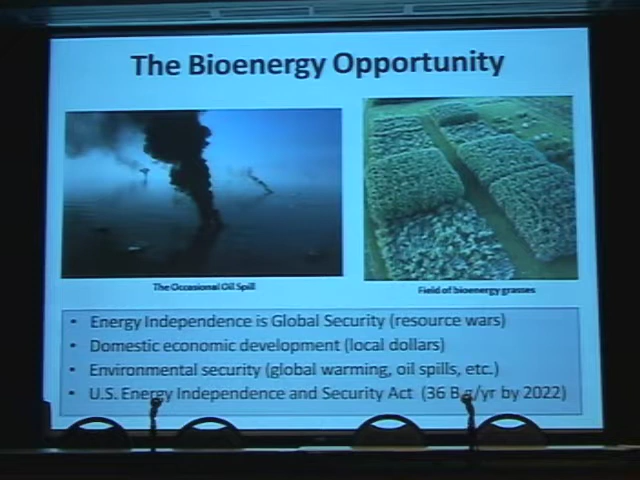 The Bioenergy Opportunity
The Occasional Oil Spill
Field of bioenergy grasses
• Energy Independence is Global Security (resource wars)
• Domestic economic development (local dollars)
• Environmental security (global warming, oil spills, etc.)
• U.S. Energy Independence and Security Act (36 B g/yr by 2022)